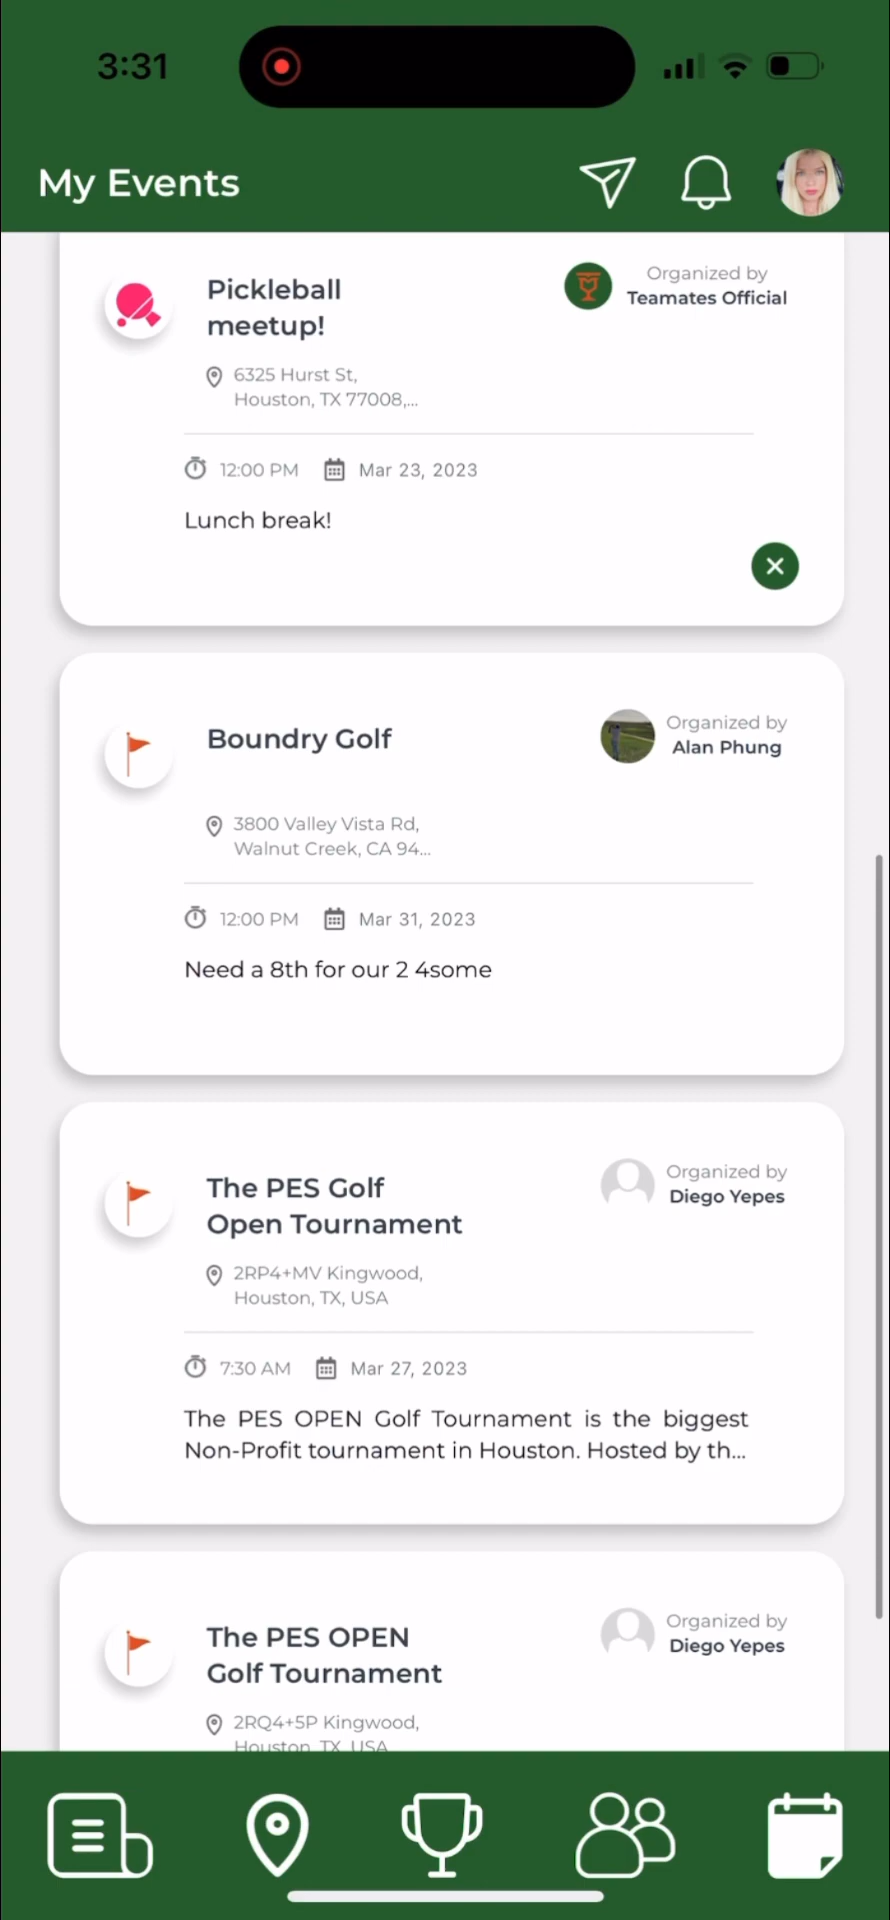 3:31
My Events
Pickleball
meetup!
Organized by
Teamates Official
6325 Hurst St,
Houston, TX 77008,...
12:00 PM
Mar 23, 2023
Lunch break!
Boundry Golf
Organized by
Alan Phung
3800 Valley Vista Rd,
Walnut Creek, CA 94...
12:00 PM
Mar 31, 2023
Need a 8th for our 2 4some
The PES Golf
Open Tournament
Organized by
Diego Yepes
2RP4+MV Kingwood,
Houston, TX, USA
7:30 AM
Mar 27, 2023
The PES OPEN Golf Tournament is the biggest
Non-Profit tournament in Houston. Hosted by th...
The PES OPEN
Golf Tournament
Organized by
Diego Yepes
2RQ4+5P Kingwood,
Houston, TX, USA